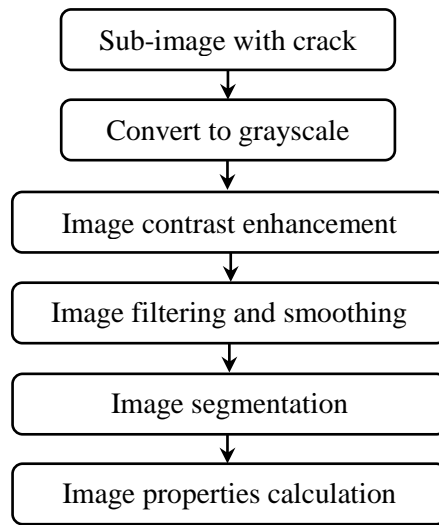 Sub-image with crack
Convert to grayscale
Image contrast enhancement
Image filtering and smoothing
Image segmentation
Image properties calculation